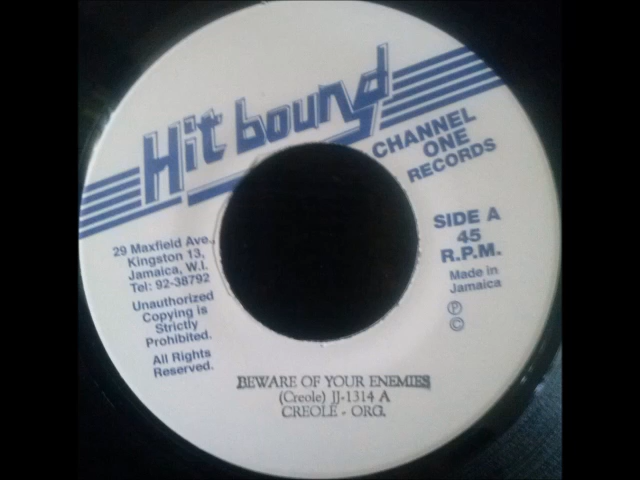 Hit bound
CHANNEL
ONE
RECORDS
29 Maxfield Ave.,
Kingston 13,
Jamaica, W.I.
Tel: 92-38792
Unauthorized
Copying is
Strictly
Prohibited.
All Rights
Reserved.
SIDE A
45
R.P.M.
Made in
Jamaica
℗
©
BEWARE OF YOUR ENEMIES
(Creole) JJ-1314 A
CREOLE - ORG.